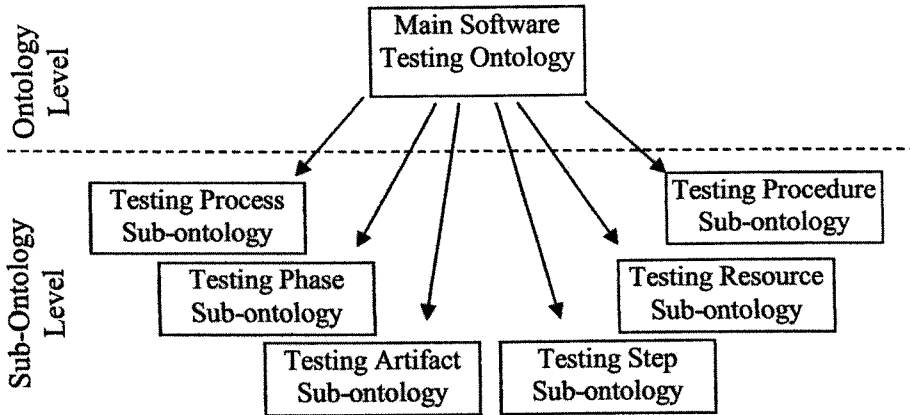 Ontology
Level
Main Software
Testing Ontology
Sub-Ontology
Level
Testing Process
Sub-ontology
Testing Procedure
Sub-ontology
Testing Phase
Sub-ontology
Testing Resource
Sub-ontology
Testing Artifact
Sub-ontology
Testing Step
Sub-ontology